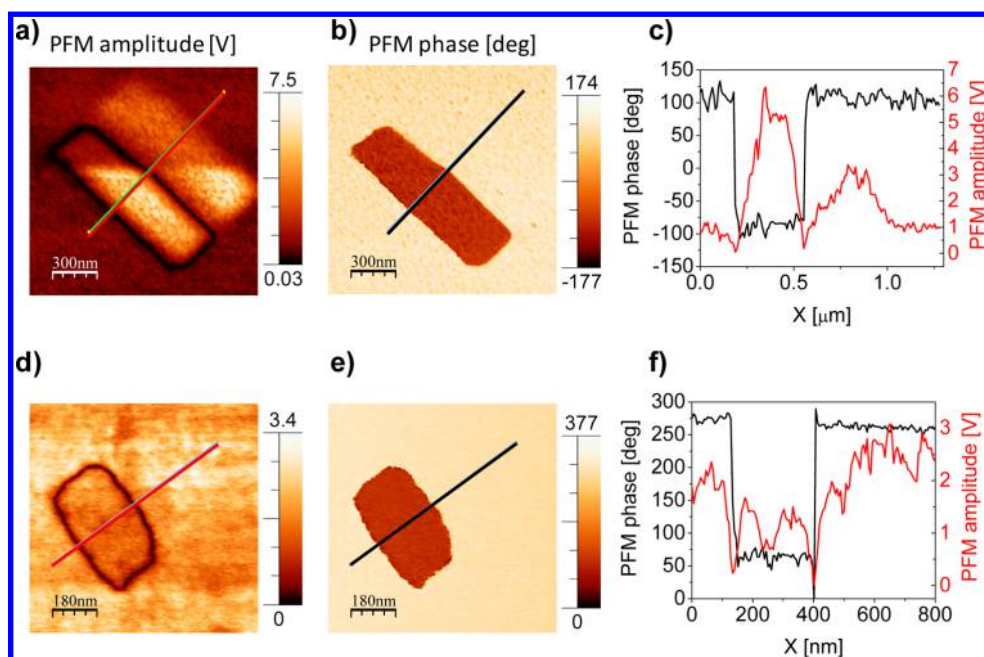 a)
PFM amplitude [V]
7.5
0.03
300nm
b)
PFM phase [deg]
174
-177
300nm
c)
150
100
50
0
-50
-100
-150
PFM phase [deg]
0.0 0.5 1.0
X [μm]
7
6
5
4
3
2
1
0
PFM amplitude [V]
d)
3.4
0
180nm
e)
377
0
180nm
f)
300
250
200
150
100
50
0
PFM phase [deg]
0 200 400 600 800
X [nm]
3
2
1
0
PFM amplitude [V]